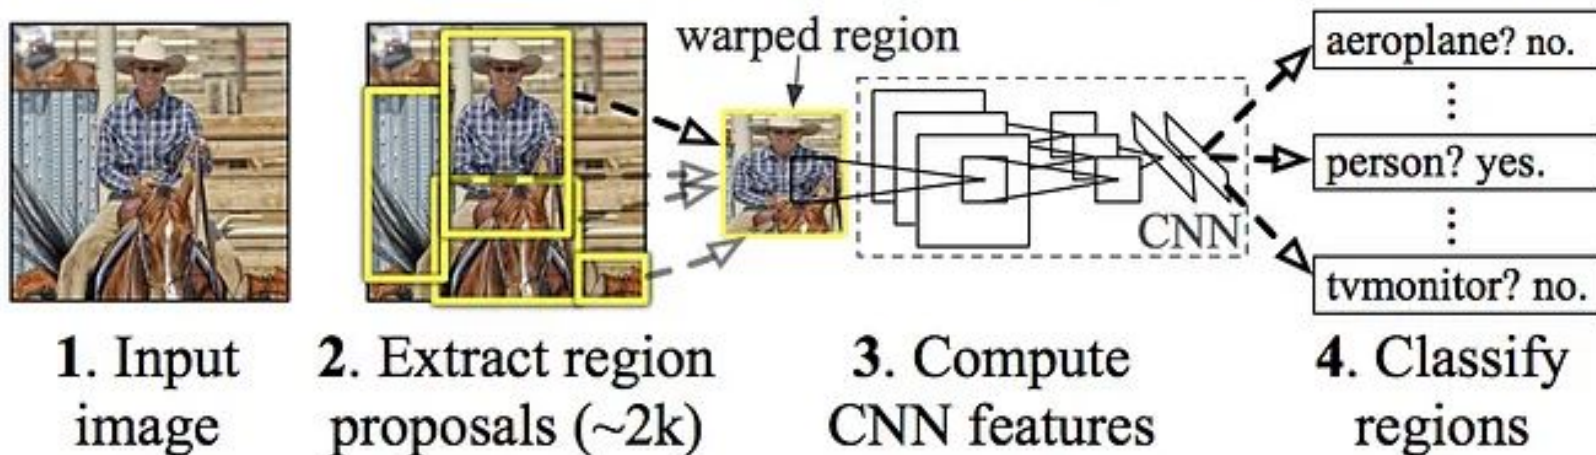 warped region
aeroplane? no.
person? yes.
CNN
tvmonitor? no.
1. Input
image
2. Extract region
proposals (~2k)
3. Compute
CNN features
4. Classify
regions